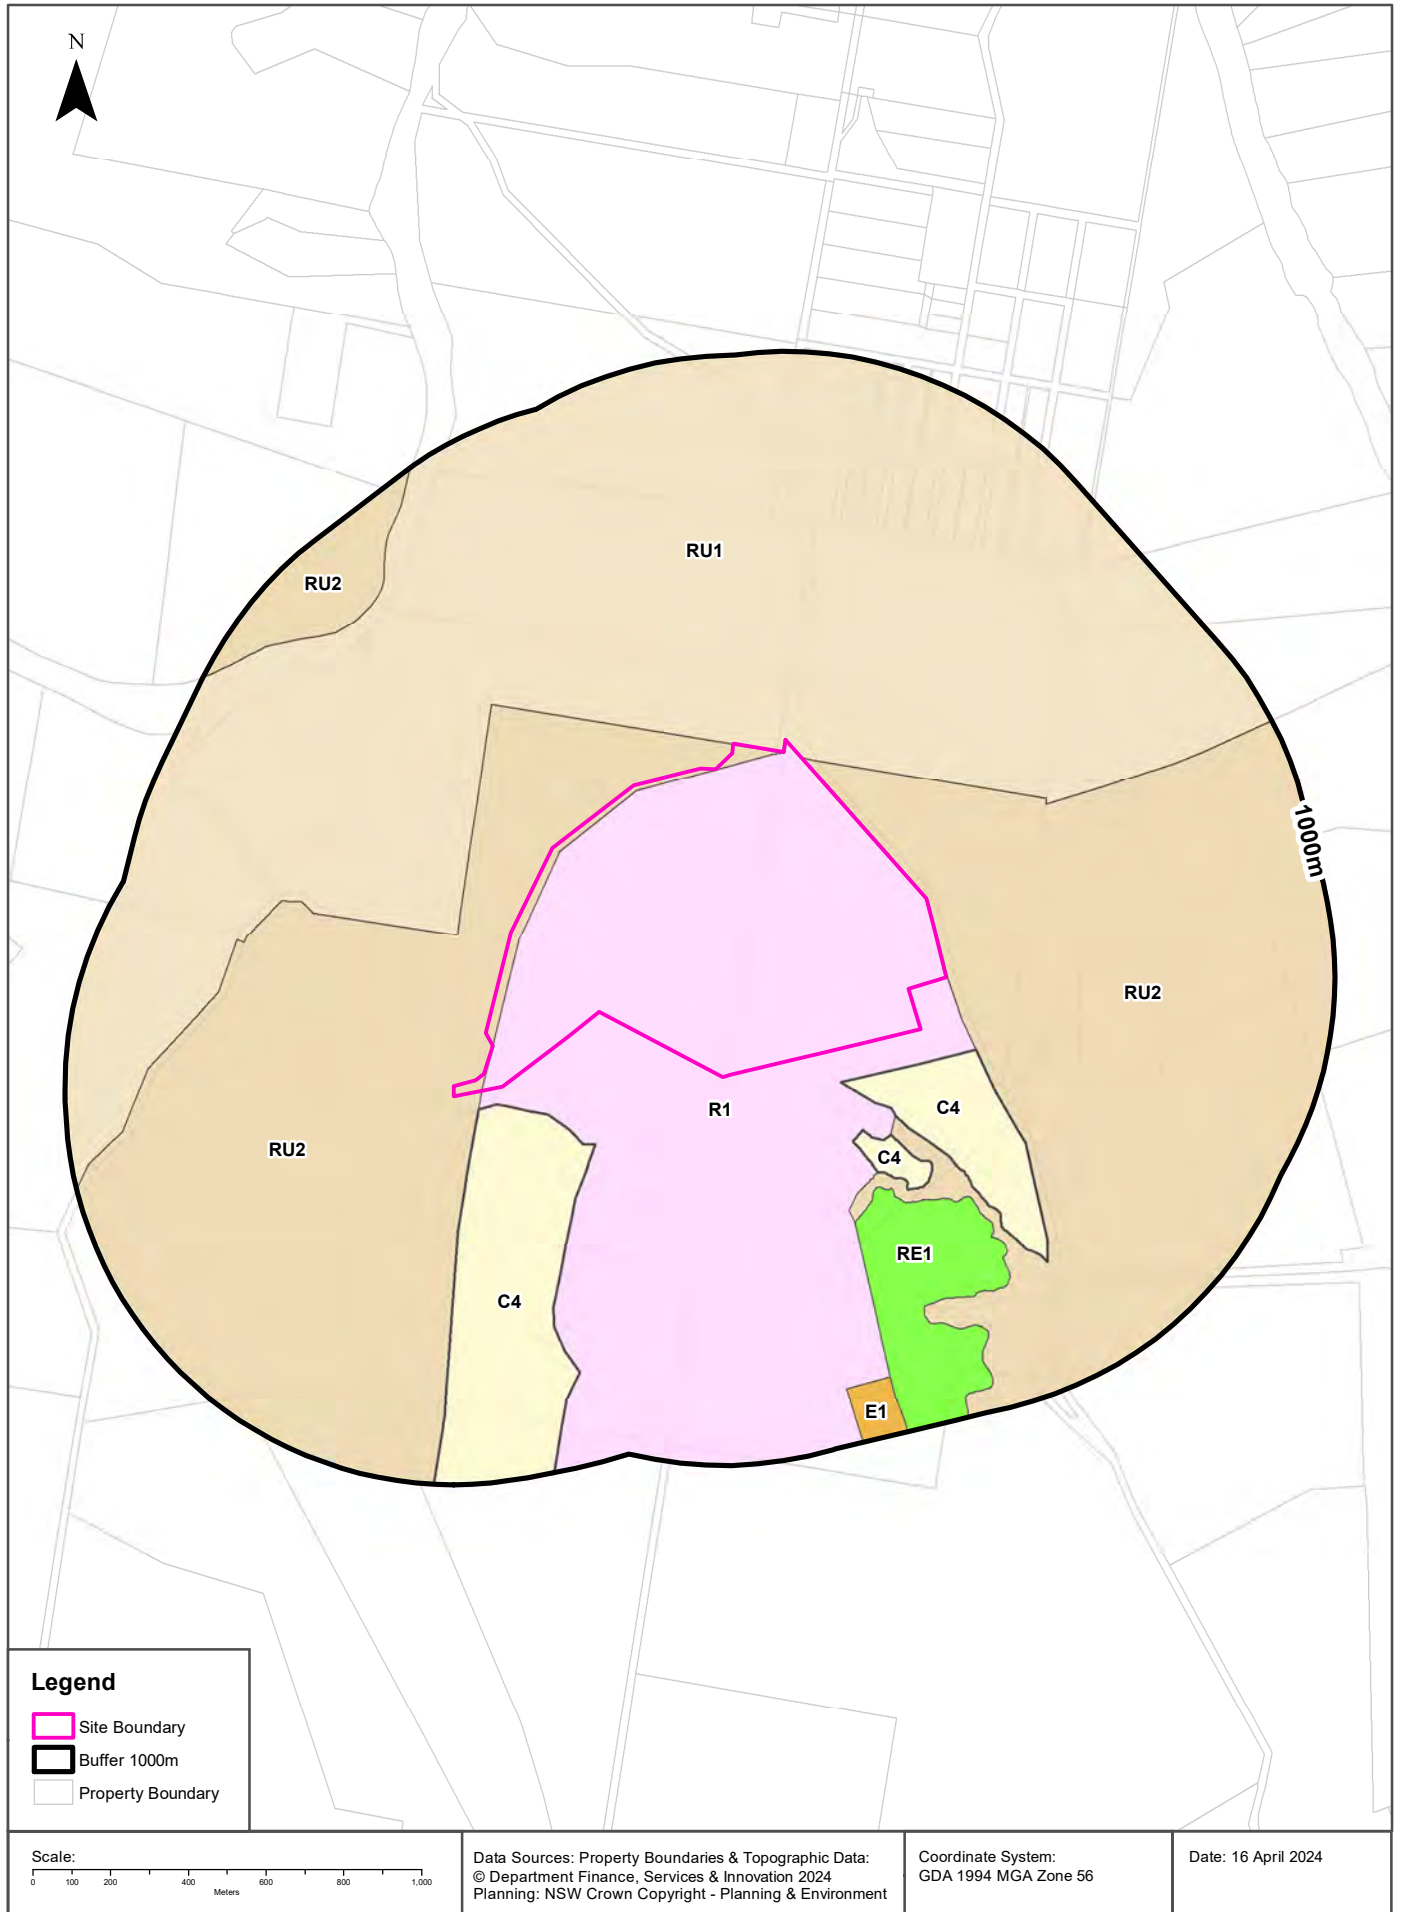 N
RU1
RU2
1000m
RU2
R1
C4
RU2
C4
RE1
C4
E1
Legend
Site Boundary
Buffer 1000m
Property Boundary
Scale:
0 100 200 400 600 800 1,000
Meters
Data Sources: Property Boundaries & Topographic Data:
© Department Finance, Services & Innovation 2024
Planning: NSW Crown Copyright - Planning & Environment
Coordinate System:
GDA 1994 MGA Zone 56
Date: 16 April 2024